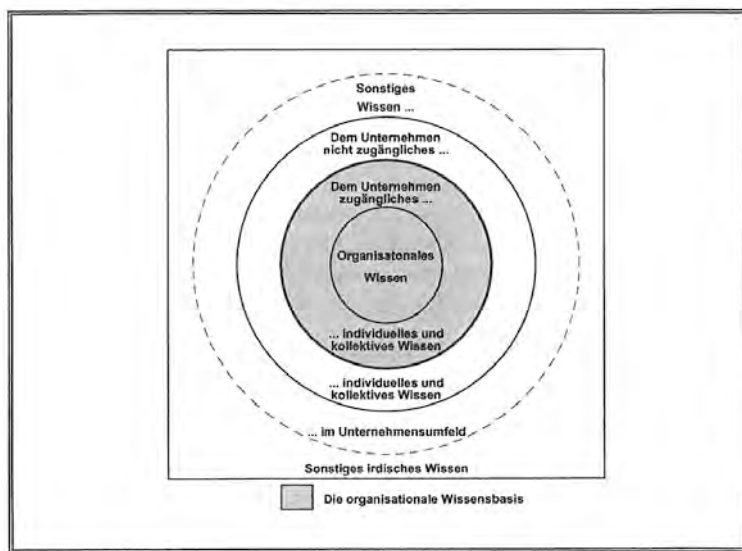 Sonstiges
Wissen ...
Dem Unternehmen
nicht zugängliches ...
Dem Unternehmen
zugängliches ...
Organisatonales
Wissen
... individuelles und
kollektives Wissen
... individuelles und
kollektives Wissen
... im Unternehmensumfeld
Sonstiges irdisches Wissen
Die organisationale Wissensbasis